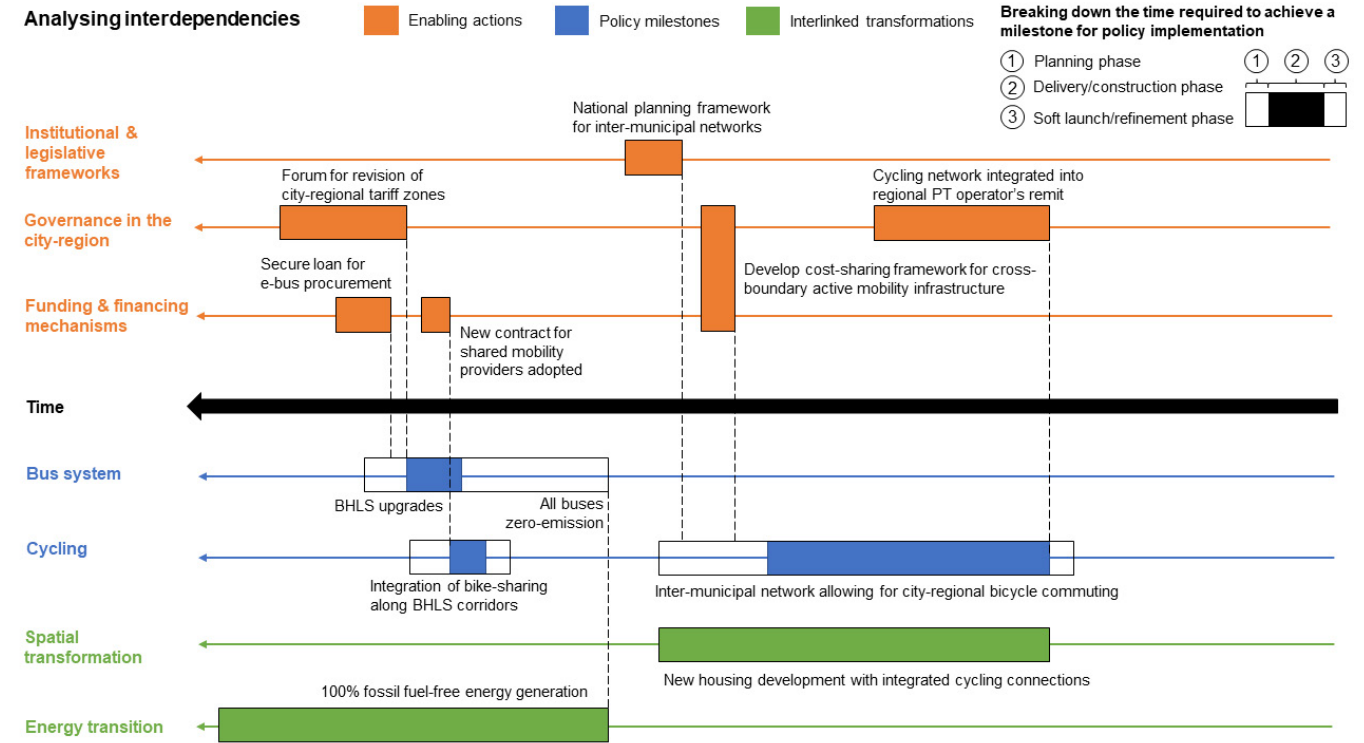 Analysing interdependencies
Enabling actions
Policy milestones
Interlinked transformations
Breaking down the time required to achieve a
milestone for policy implementation
1 Planning phase
2 Delivery/construction phase
3 Soft launch/refinement phase
1 2 3
National planning framework
for inter-municipal networks
Institutional &
legislative
frameworks
Forum for revision of
city-regional tariff zones
Cycling network integrated into
regional PT operator's remit
Governance in the
city-region
Secure loan for
e-bus procurement
Develop cost-sharing framework for cross-
boundary active mobility infrastructure
Funding & financing
mechanisms
New contract for
shared mobility
providers adopted
Time
Bus system
BHLS upgrades
All buses
zero-emission
Cycling
Integration of bike-sharing
along BHLS corridors
Inter-municipal network allowing for city-regional bicycle commuting
Spatial
transformation
New housing development with integrated cycling connections
100% fossil fuel-free energy generation
Energy transition